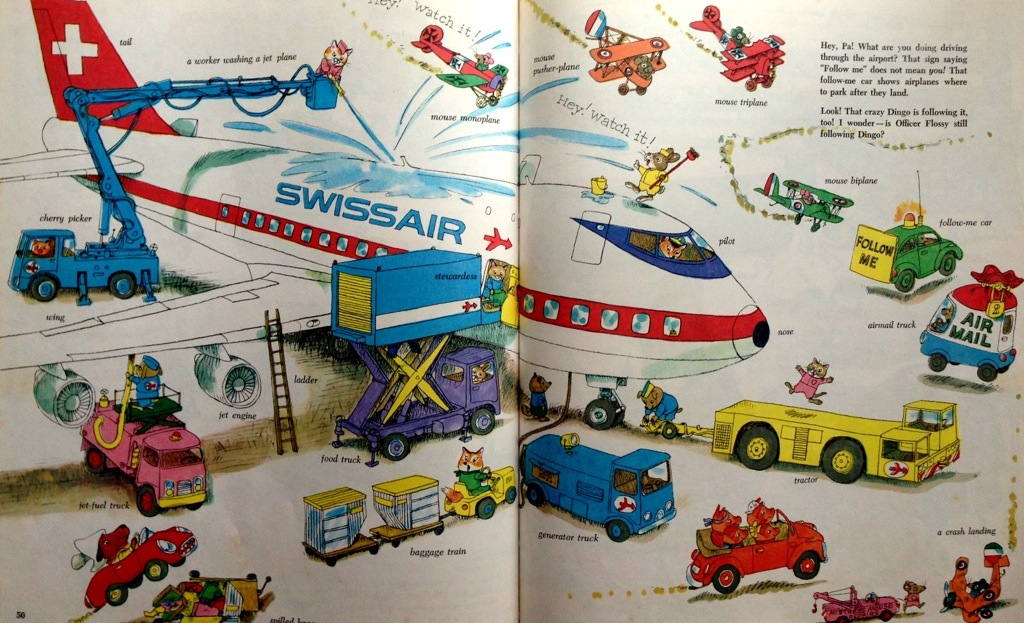 Hey! Watch it!
tail
a worker washing a jet plane
mouse monoplane
SWISSAIR
cherry picker
stewardess
wing
ladder
jet engine
food truck
jet-fuel truck
baggage train
50
mouse
pusher-plane
mouse triplane
Hey, Pa! What are you doing driving
through the airport? That sign saying
"Follow me" does not mean you! That
follow-me car shows airplanes where
to park after they land.
Look! That crazy Dingo is following it,
too! I wonder—is Officer Flossy still
following Dingo?
Hey! Watch it!
mouse biplane
follow-me car
FOLLOW
ME
pilot
nose
airmail truck
AIR
MAIL
tractor
generator truck
a crash landing